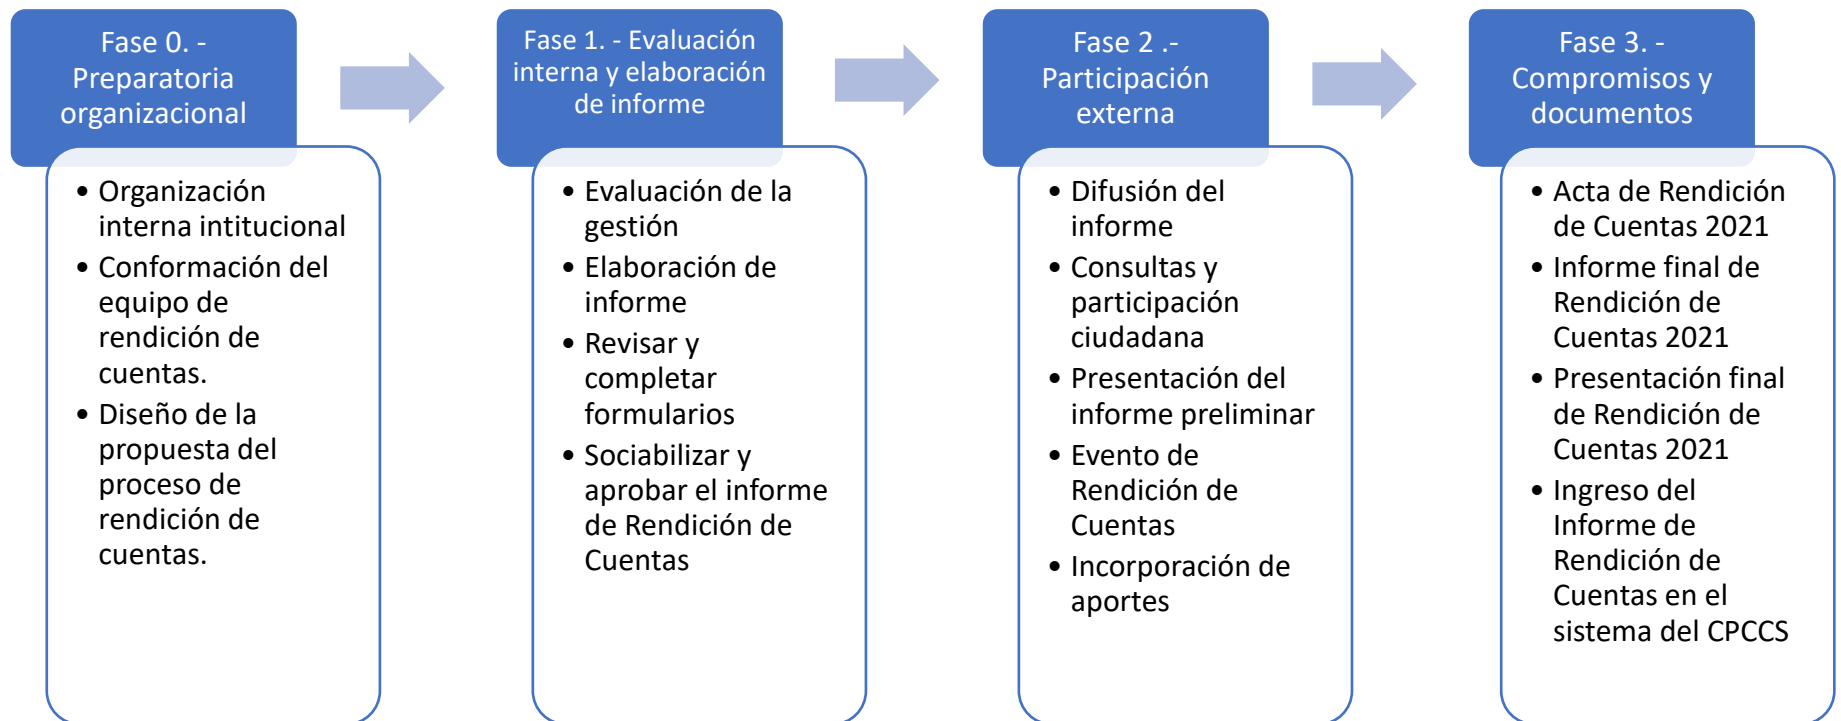 Fase 0. -
Preparatoria
organizacional
• Organización
interna intitucional
• Conformación del
equipo de
rendición de
cuentas.
• Diseño de la
propuesta del
proceso de
rendición de
cuentas.
Fase 1. - Evaluación
interna y elaboración
de informe
• Evaluación de la
gestión
• Elaboración de
informe
• Revisar y
completar
formularios
• Sociabilizar y
aprobar el informe
de Rendición de
Cuentas
Fase 2 .-
Participación
externa
• Difusión del
informe
• Consultas y
participación
ciudadana
• Presentación del
informe preliminar
• Evento de
Rendición de
Cuentas
• Incorporación de
aportes
Fase 3. -
Compromisos y
documentos
• Acta de Rendición
de Cuentas 2021
• Informe final de
Rendición de
Cuentas 2021
• Presentación final
de Rendición de
Cuentas 2021
• Ingreso del
Informe de
Rendición de
Cuentas en el
sistema del CPCCS